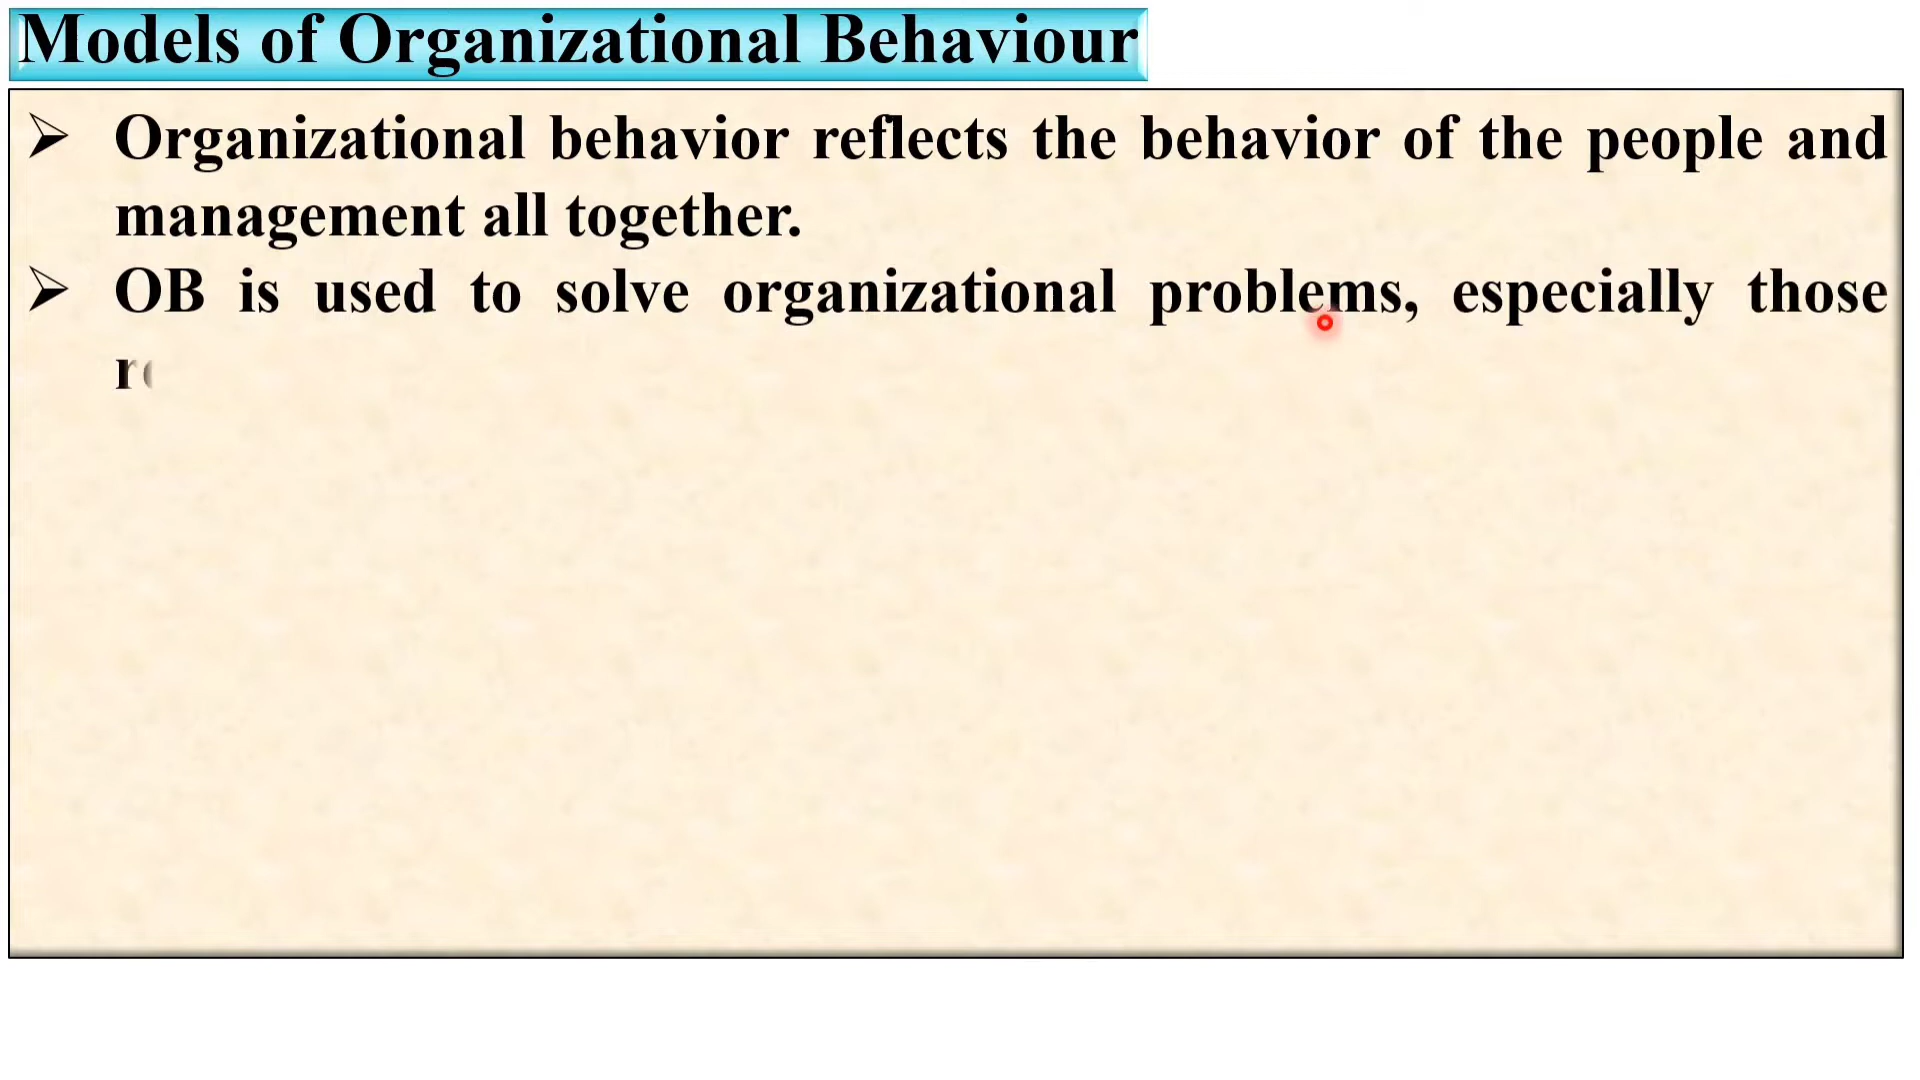 Models of Organizational Behaviour
Organizational behavior reflects the behavior of the people and
management all together.
OB is used to solve organizational problems, especially those